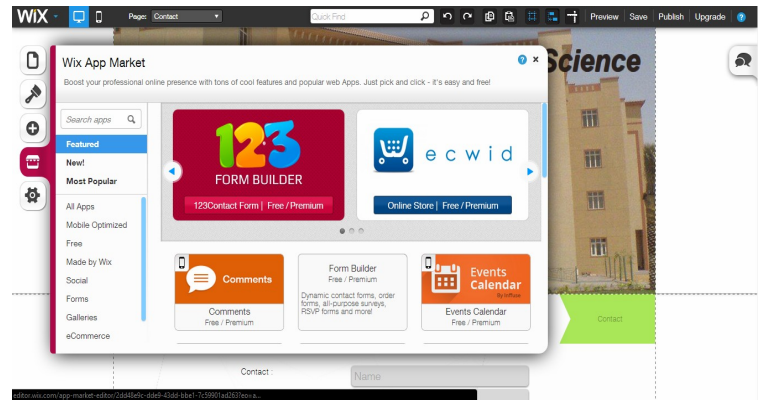 WiX
Page: Contact
Quick Find
Preview Save Publish Upgrade ?
Science
Wix App Market
? ×
Boost your professional online presence with tons of cool features and popular web Apps. Just pick and click - it's easy and free!
Search apps
Featured
New!
Most Popular
All Apps
Mobile Optimized
Free
Made by Wix
Social
Forms
Galleries
eCommerce
123
FORM BUILDER
123Contact Form | Free / Premium
ecwid
Online Store | Free / Premium
Comments
Comments
Free / Premium
Form Builder
Free / Premium
Dynamic contact forms, order
forms, all-purpose surveys,
RSVP forms and more!
Events
Calendar
By Inffuse
Events Calendar
Free / Premium
Contact
Contact :
Name